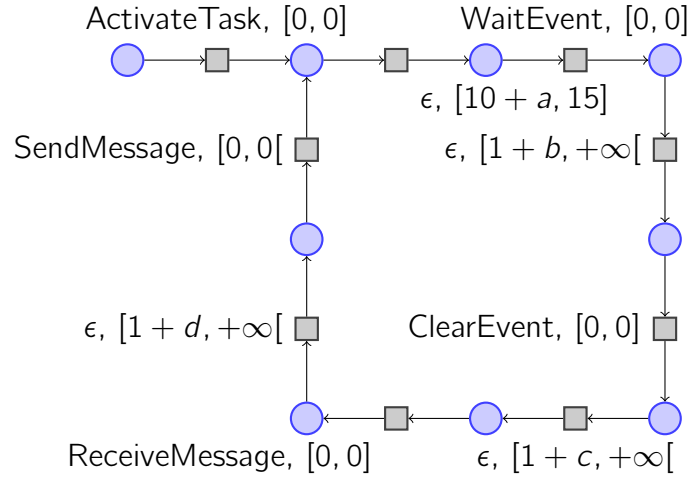 ActivateTask, [0, 0]
WaitEvent, [0, 0]
ϵ, [10 + a, 15]
SendMessage, [0, 0[
ϵ, [1 + b, +∞[
ϵ, [1 + d, +∞[
ClearEvent, [0, 0]
ReceiveMessage, [0, 0]
ϵ, [1 + c, +∞[